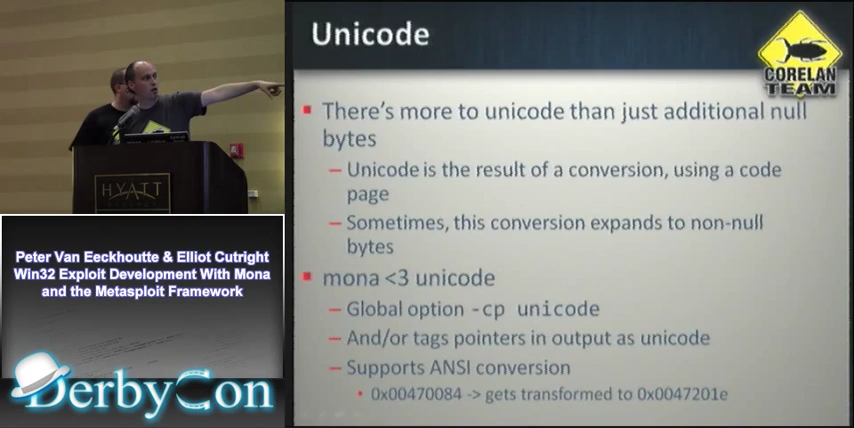 Unicode
CORELAN
TEAM
There's more to unicode than just additional null
bytes
– Unicode is the result of a conversion, using a code
page
– Sometimes, this conversion expands to non-null
bytes
mona <3 unicode
– Global option -cp unicode
– And/or tags pointers in output as unicode
– Supports ANSI conversion
• 0x00470084 -> gets transformed to 0x0047201e
HYATT
Peter Van Eeckhoutte & Elliot Cutright
Win32 Exploit Development With Mona
and the Metasploit Framework
DerbyCon